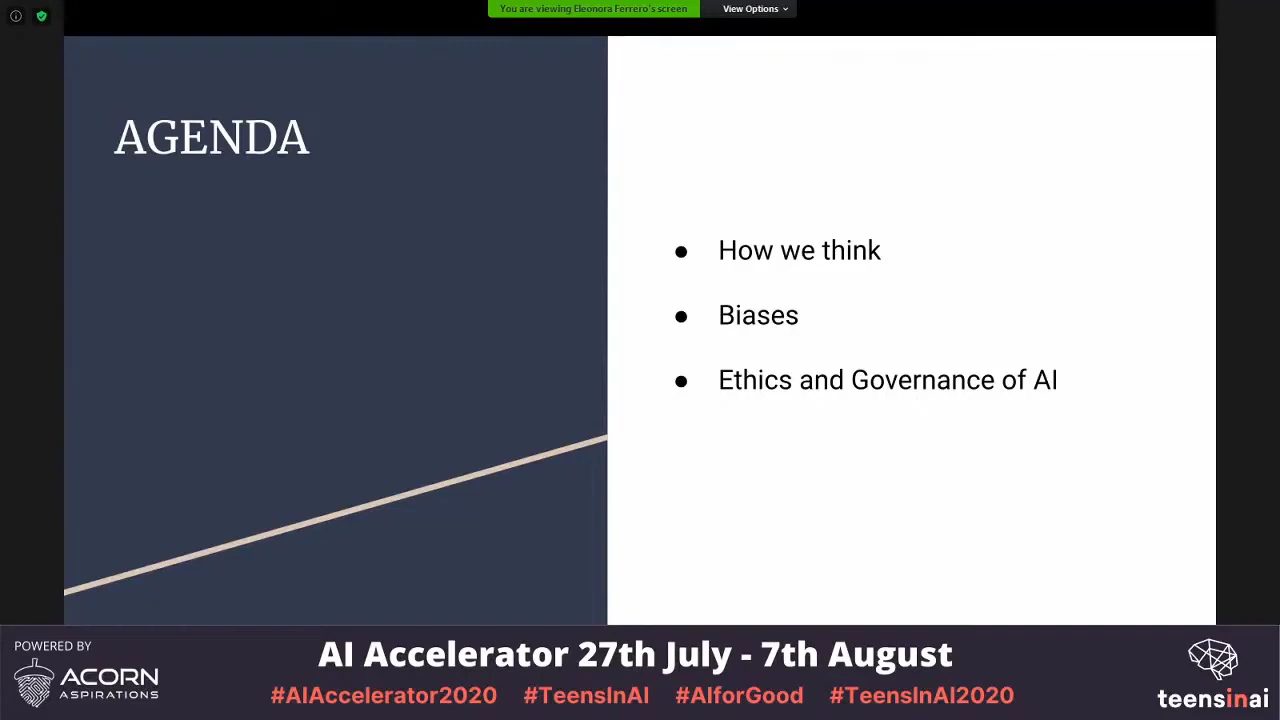 You are viewing Eleonora Ferrero's screen
View Options
AGENDA
● How we think
● Biases
● Ethics and Governance of AI
POWERED BY
ACORN
ASPIRATIONS
AI Accelerator 27th July - 7th August
#AIAccelerator2020 #TeensInAI #AIforGood #TeensInAI2020
teensinai